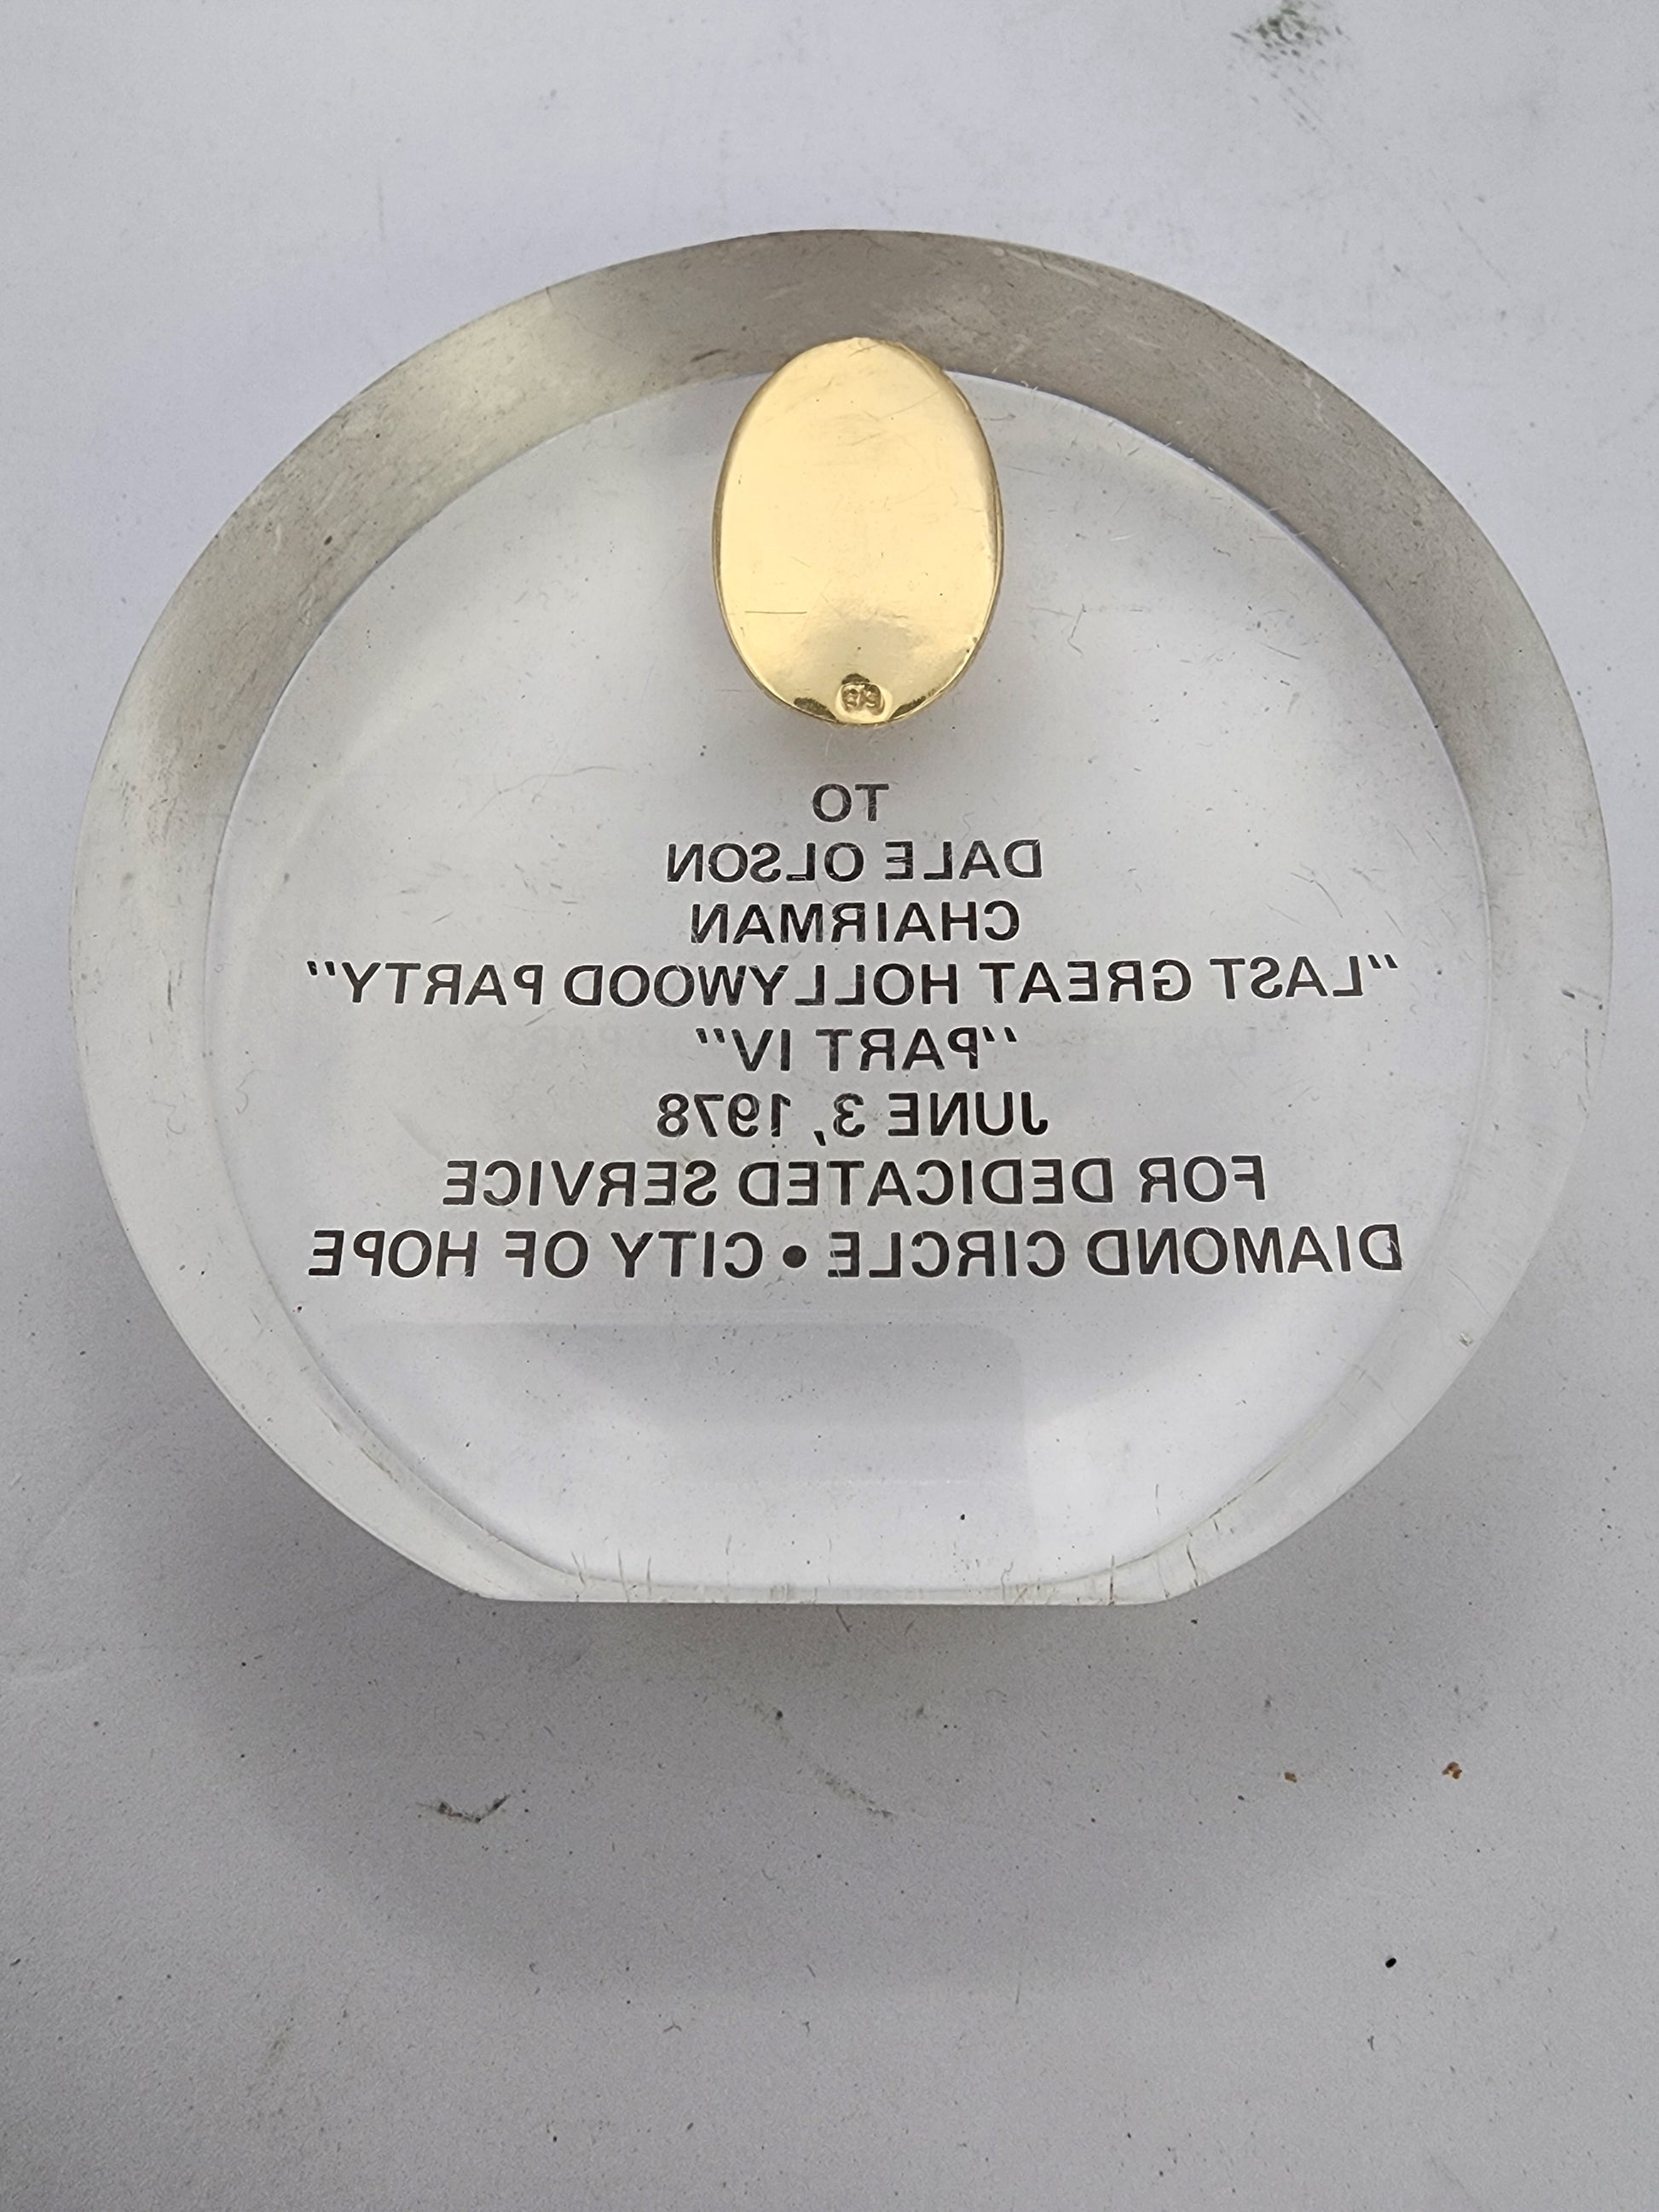 TO
DALE OLSON
CHAIRMAN
"LAST GREAT HOLLYWOOD PARTY"
"PART IV"
JUNE 3, 1978
FOR DEDICATED SERVICE
DIAMOND CIRCLE • CITY OF HOPE